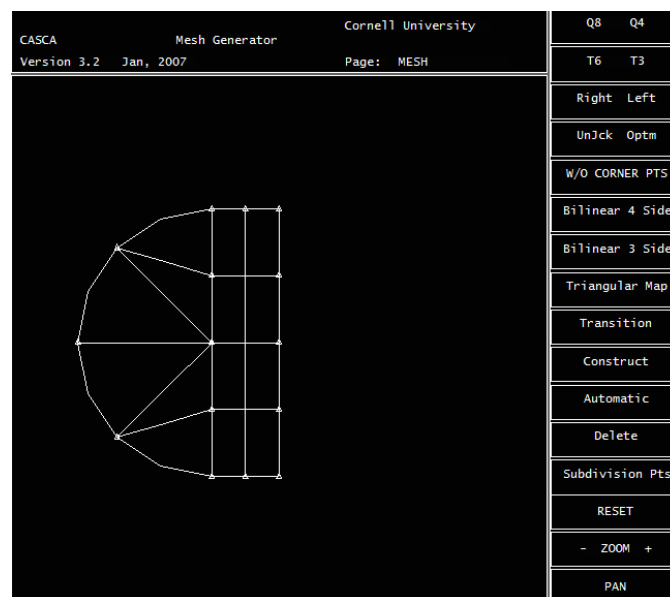 Cornell University
CASCA Mesh Generator
Version 3.2 Jan, 2007 Page: MESH
Q8 Q4
T6 T3
Right Left
UnJck Optm
W/O CORNER PTS
Bilinear 4 Side
Bilinear 3 Side
Triangular Map
Transition
Construct
Automatic
Delete
Subdivision Pts
RESET
- ZOOM +
PAN